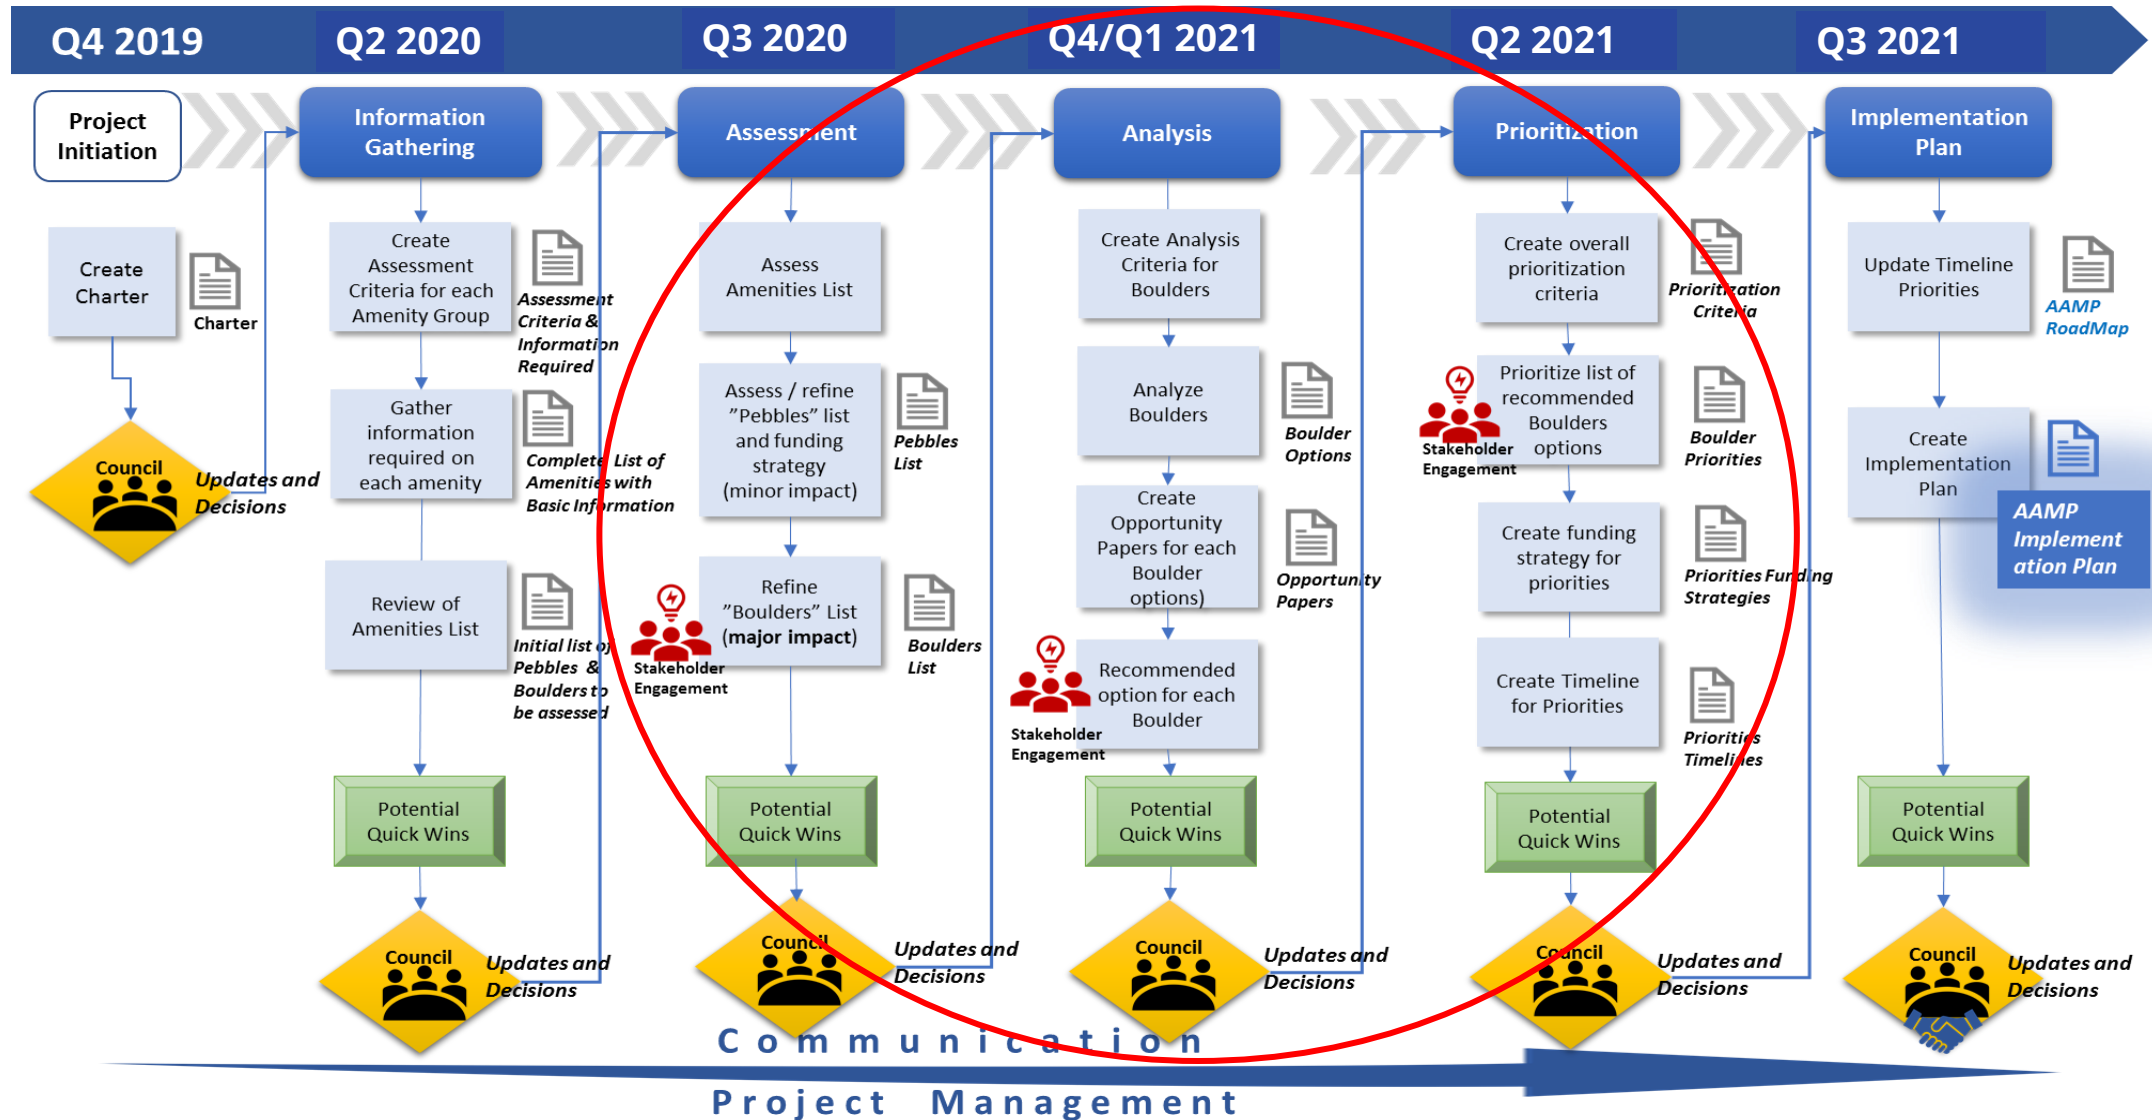 Q4 2019
Q2 2020
Q3 2020
Q4/Q1 2021
Q2 2021
Q3 2021
Project
Initiation
Information
Gathering
Assessment
Analysis
Prioritization
Implementation
Plan
Create
Charter
Charter
Council
Updates and
Decisions
Create
Assessment
Criteria for each
Amenity Group
Assessment
Criteria &
Information
Required
Gather
information
required on
each amenity
Complete List of
Amenities with
Basic Information
Review of
Amenities List
Initial list of
Pebbles &
Boulders to
be assessed
Potential
Quick Wins
Council
Updates and
Decisions
Assess
Amenities List
Assess / refine
”Pebbles” list
and funding
strategy
(minor impact)
Pebbles
List
Refine
”Boulders” List
(major impact)
Boulders
List
Stakeholder
Engagement
Potential
Quick Wins
Council
Updates and
Decisions
Create Analysis
Criteria for
Boulders
Analyze
Boulders
Boulder
Options
Create
Opportunity
Papers for each
Boulder
options)
Opportunity
Papers
Recommended
option for each
Boulder
Stakeholder
Engagement
Potential
Quick Wins
Council
Updates and
Decisions
Create overall
prioritization
criteria
Prioritization
Criteria
Prioritize list of
recommended
Boulders
options
Stakeholder
Engagement
Boulder
Priorities
Create funding
strategy for
priorities
Priorities Funding
Strategies
Create Timeline
for Priorities
Priorities
Timelines
Potential
Quick Wins
Council
Updates and
Decisions
Update Timeline
Priorities
AAMP
RoadMap
Create
Implementation
Plan
AAMP
Implement
ation Plan
Potential
Quick Wins
Council
Updates and
Decisions
Communication
Project Management